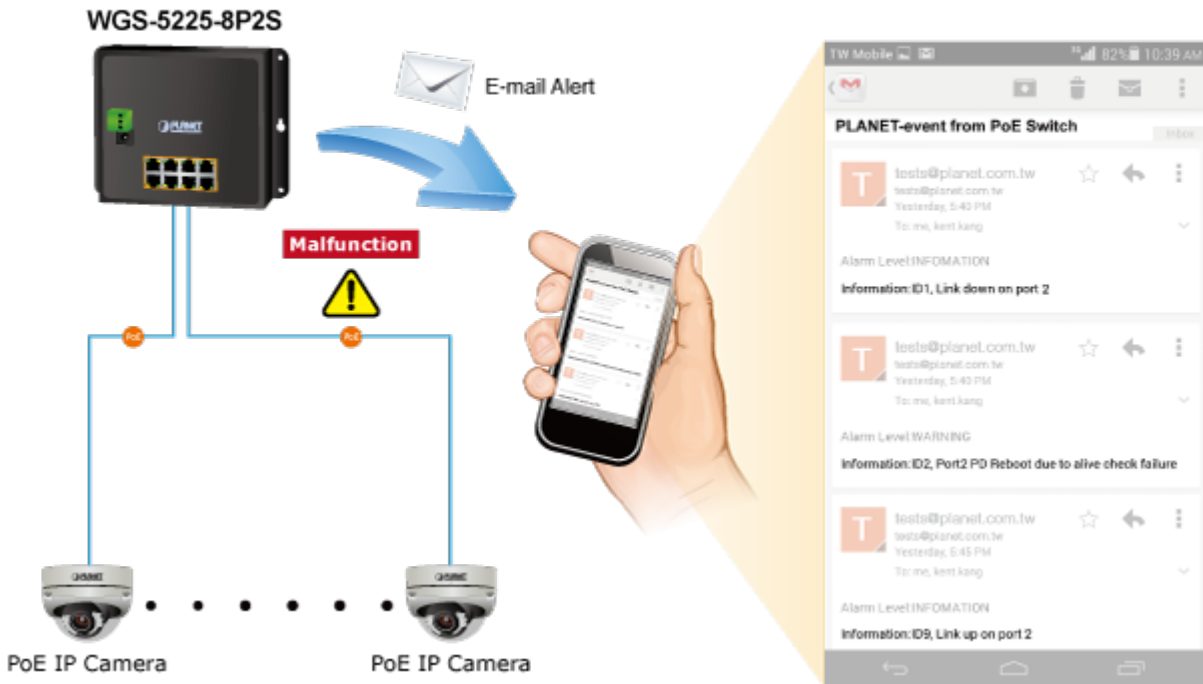 WGS-5225-8P2S
PLANET
E-mail Alert
Malfunction
PoE
PoE
PLANET
PLANET
PoE IP Camera
PoE IP Camera
TW Mobile
3G 82% 10:39 AM
PLANET-event from PoE Switch
Inbox
T
tests@planet.com.tw
tests@planet.com.tw
Yesterday, 5:40 PM
To: me, kent.kang
Alarm Level:INFOMATION
Information:ID1, Link down on port 2
T
tests@planet.com.tw
tests@planet.com.tw
Yesterday, 5:40 PM
To: me, kent.kang
Alarm Level:WARNING
Information:ID2, Port2 PD Reboot due to alive check failure
T
tests@planet.com.tw
tests@planet.com.tw
Yesterday, 5:45 PM
To: me, kent.kang
Alarm Level:INFOMATION
Information:ID9, Link up on port 2